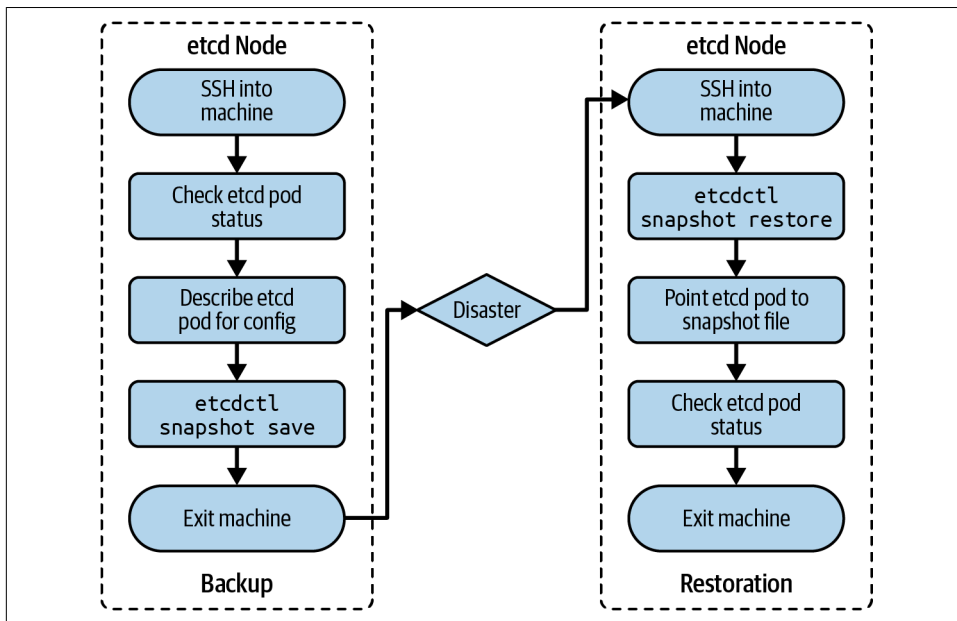 etcd Node
SSH into
machine
Check etcd pod
status
Describe etcd
pod for config
etcdctl
snapshot save
Exit machine
Backup
Disaster
etcd Node
SSH into
machine
etcdctl
snapshot restore
Point etcd pod to
snapshot file
Check etcd pod
status
Exit machine
Restoration